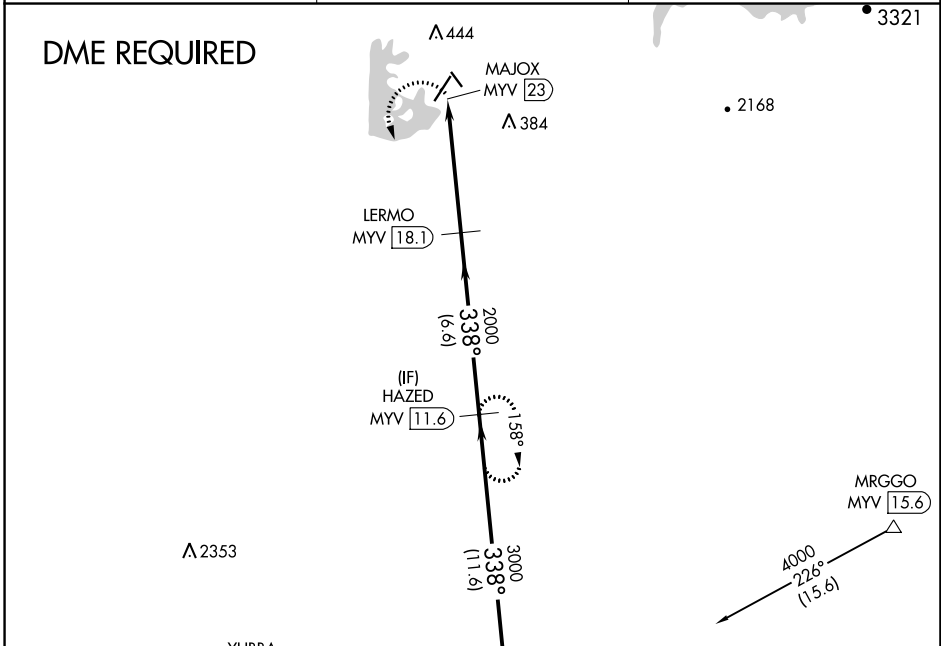 3321
DME REQUIRED
444
MAJOX
MYV 23
2168
384
LERMO
MYV 18.1
2000
338°
(6.6)
(IF)
HAZED
MYV 11.6
158°
MRGGO
MYV 15.6
2353
3000
338°
(11.6)
4000
226°
(15.6)